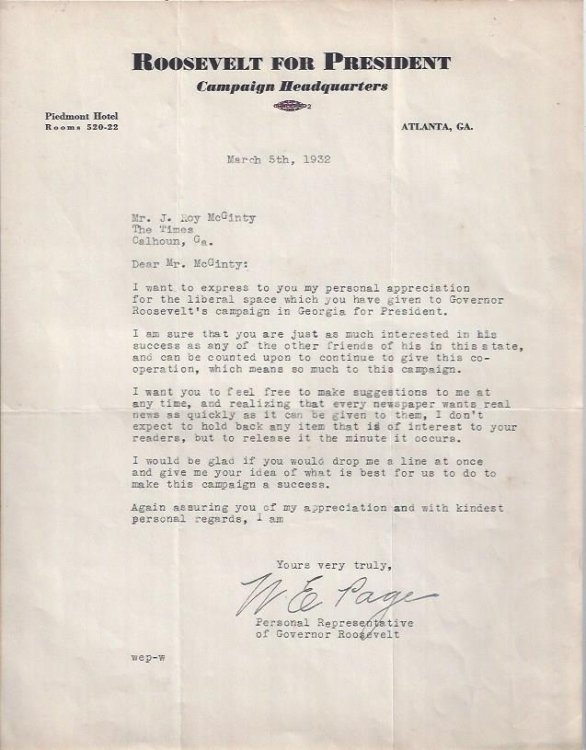 ROOSEVELT FOR PRESIDENT
Campaign Headquarters
2
Piedmont Hotel
Rooms 520-22
ATLANTA, GA.
March 5th, 1932
Mr. J. Roy McGinty
The Times
Calhoun, Ga.
Dear Mr. McGinty:
I want to express to you my personal appreciation
for the liberal space which you have given to Governor
Roosevelt's campaign in Georgia for President.
I am sure that you are just as much interested in his
success as any of the other friends of his in this state,
and can be counted upon to continue to give this co-
operation, which means so much to this campaign.
I want you to feel free to make suggestions to me at
any time, and realizing that every newspaper wants real
news as quickly as it can be given to them, I don't
expect to hold back any item that is of interest to your
readers, but to release it the minute it occurs.
I would be glad if you would drop me a line at once
and give me your idea of what is best for us to do to
make this campaign a success.
Again assuring you of my appreciation and with kindest
personal regards, I am
Yours very truly,
W E Page
Personal Representative
of Governor Roosevelt
wep-w